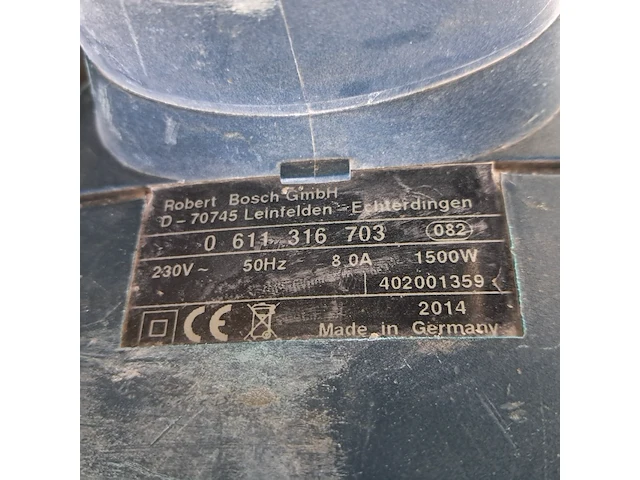 Robert Bosch GmbH
D-70745 Leinfelden-Echterdingen
0 611 316 703 082
230V~ 50Hz 8.0A 1500W
402001359
2014
CE Made in Germany